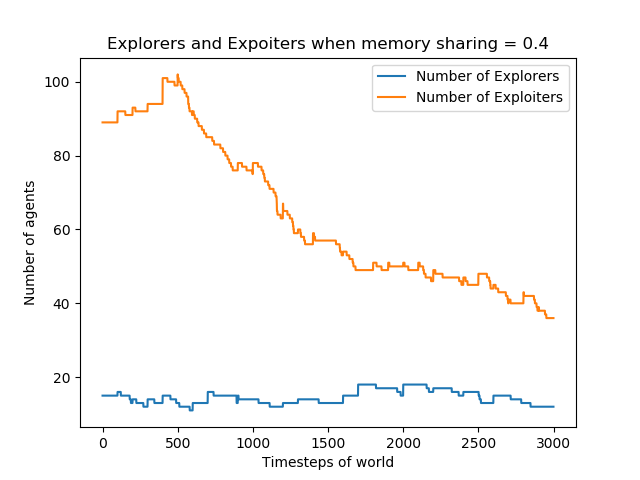 Explorers and Expoiters when memory sharing = 0.4
Number of Explorers
Number of Exploiters
Number of agents
100
80
60
40
20
0 500 1000 1500 2000 2500 3000
Timesteps of world